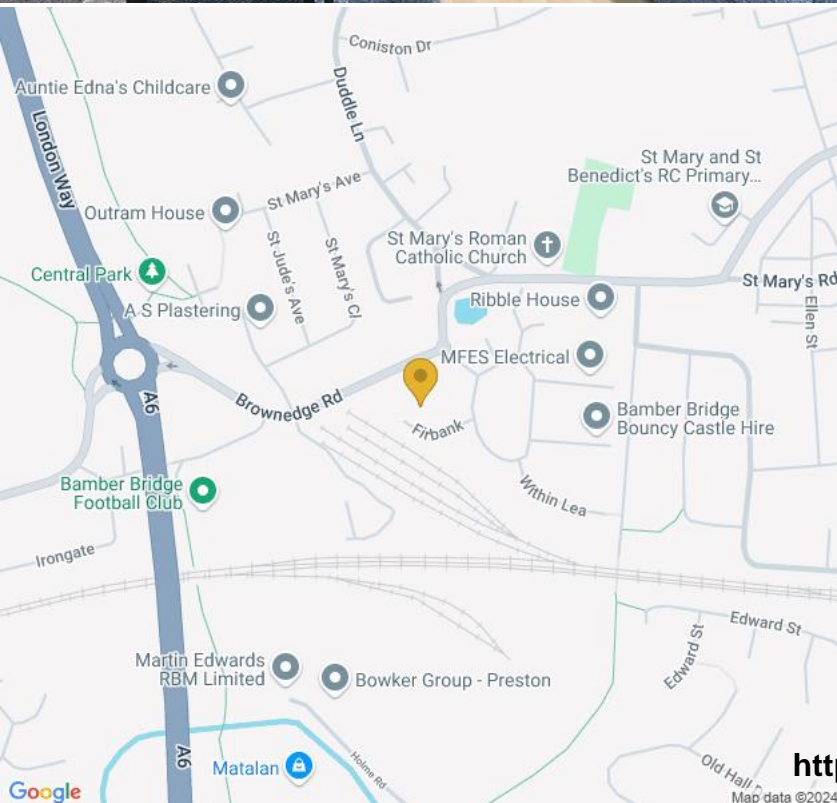 Coniston Dr
Auntie Edna's Childcare
Duddle Ln
London Way
St Mary and St
Benedict's RC Primary...
St Mary's Ave
Outram House
St Mary's Roman
Catholic Church
St Jude's Ave
St Mary's Cl
Central Park
St Mary's Rd
Ribble House
A S Plastering
Ellen St
MFES Electrical
A6
Brownedge Rd
Bamber Bridge
Bouncy Castle Hire
Firbank
Bamber Bridge
Football Club
Within Lea
Irongate
Edward St
Edward St
Martin Edwards
RBM Limited
Bowker Group - Preston
A6
Matalan
Holme Rd
Old Hall
http
Google
Map data ©2024